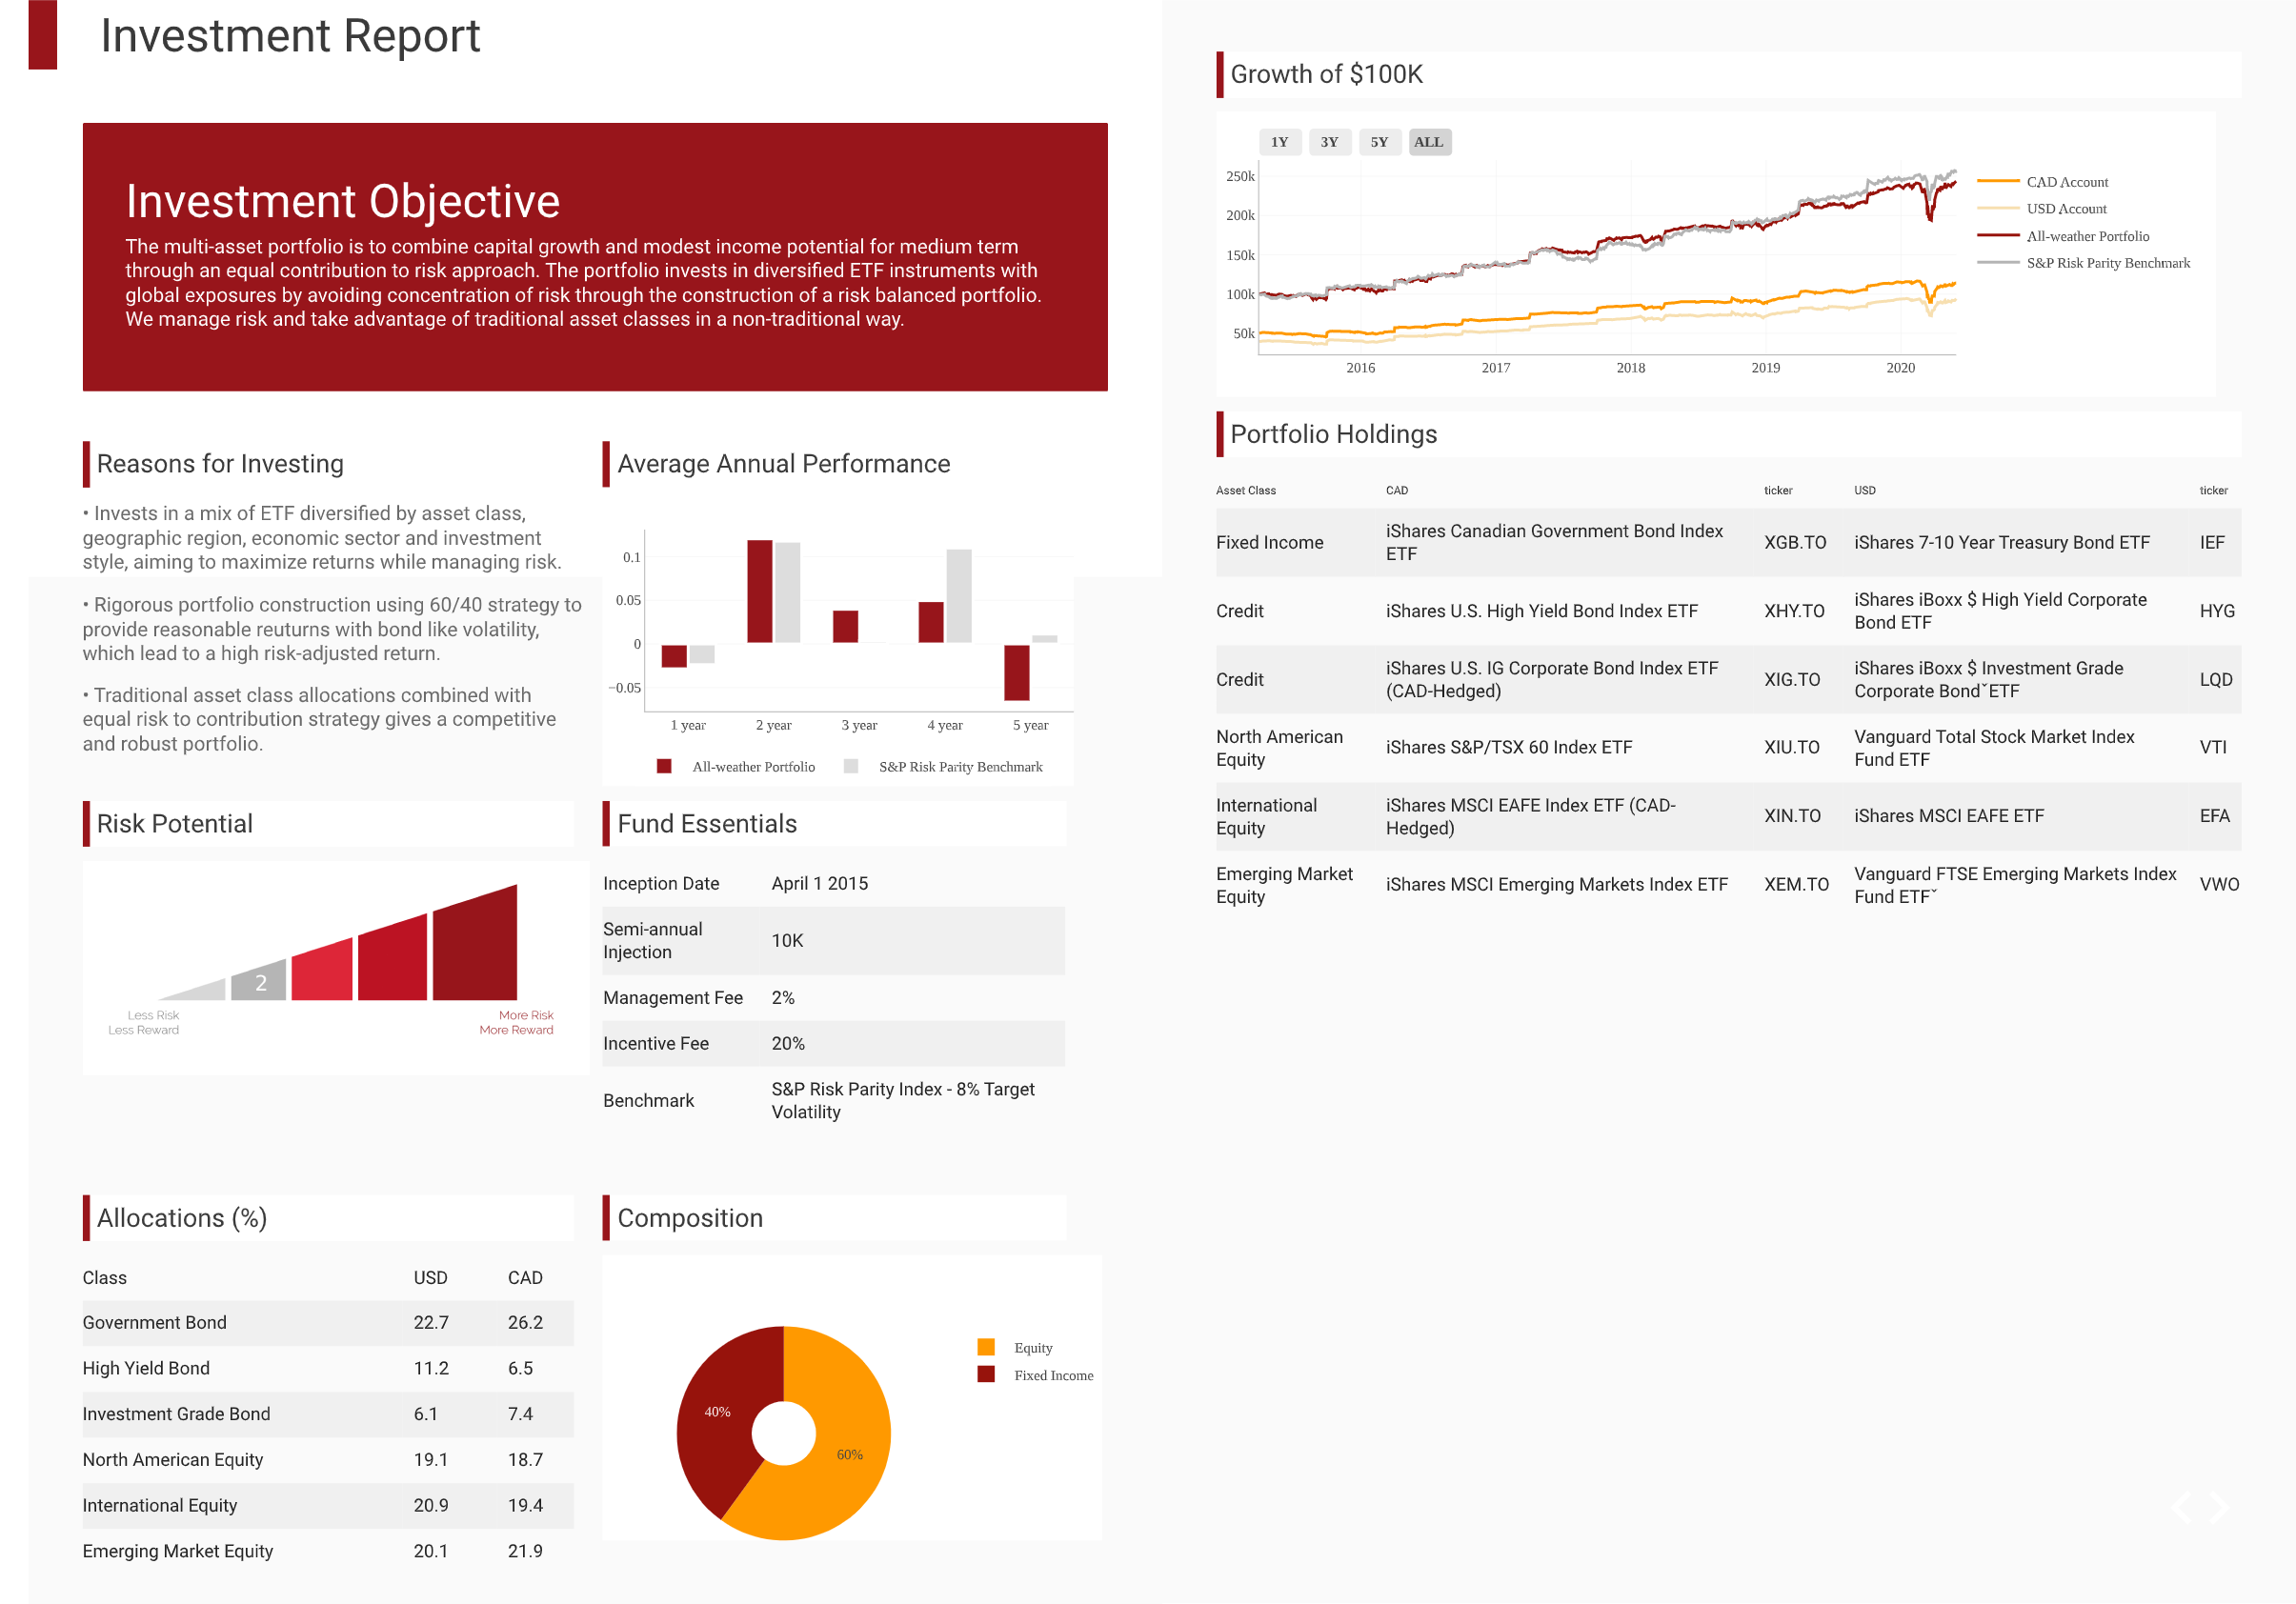 Investment Report
Investment Objective
The multi-asset portfolio is to combine capital growth and modest income potential for medium term
through an equal contribution to risk approach. The portfolio invests in diversified ETF instruments with
global exposures by avoiding concentration of risk through the construction of a risk balanced portfolio.
We manage risk and take advantage of traditional asset classes in a non-traditional way.
Reasons for Investing
• Invests in a mix of ETF diversified by asset class,
geographic region, economic sector and investment
style, aiming to maximize returns while managing risk.
• Rigorous portfolio construction using 60/40 strategy to
provide reasonable reuturns with bond like volatility,
which lead to a high risk-adjusted return.
• Traditional asset class allocations combined with
equal risk to contribution strategy gives a competitive
and robust portfolio.
Average Annual Performance
0.1
0.05
0
−0.05
1 year 2 year 3 year 4 year 5 year
All-weather Portfolio S&P Risk Parity Benchmark
Risk Potential
2
Less Risk
Less Reward
More Risk
More Reward
Fund Essentials
Inception Date April 1 2015
Semi-annual
Injection
10K
Management Fee 2%
Incentive Fee 20%
Benchmark
S&P Risk Parity Index - 8% Target
Volatility
Allocations (%)
Class USD CAD
Government Bond 22.7 26.2
High Yield Bond 11.2 6.5
Investment Grade Bond 6.1 7.4
North American Equity 19.1 18.7
International Equity 20.9 19.4
Emerging Market Equity 20.1 21.9
Composition
40%
60%
Equity
Fixed Income
Growth of $100K
1Y 3Y 5Y ALL
250k
200k
150k
100k
50k
2016 2017 2018 2019 2020
CAD Account
USD Account
All-weather Portfolio
S&P Risk Parity Benchmark
Portfolio Holdings
Asset Class CAD ticker USD ticker
Fixed Income
iShares Canadian Government Bond Index
ETF
XGB.TO
iShares 7-10 Year Treasury Bond ETF
IEF
Credit
iShares U.S. High Yield Bond Index ETF
XHY.TO
iShares iBoxx $ High Yield Corporate
Bond ETF
HYG
Credit
iShares U.S. IG Corporate Bond Index ETF
(CAD-Hedged)
XIG.TO
iShares iBoxx $ Investment Grade
Corporate BondˇETF
LQD
North American
Equity
iShares S&P/TSX 60 Index ETF
XIU.TO
Vanguard Total Stock Market Index
Fund ETF
VTI
International
Equity
iShares MSCI EAFE Index ETF (CAD-
Hedged)
XIN.TO
iShares MSCI EAFE ETF
EFA
Emerging Market
Equity
iShares MSCI Emerging Markets Index ETF
XEM.TO
Vanguard FTSE Emerging Markets Index
Fund ETFˇ
VWO